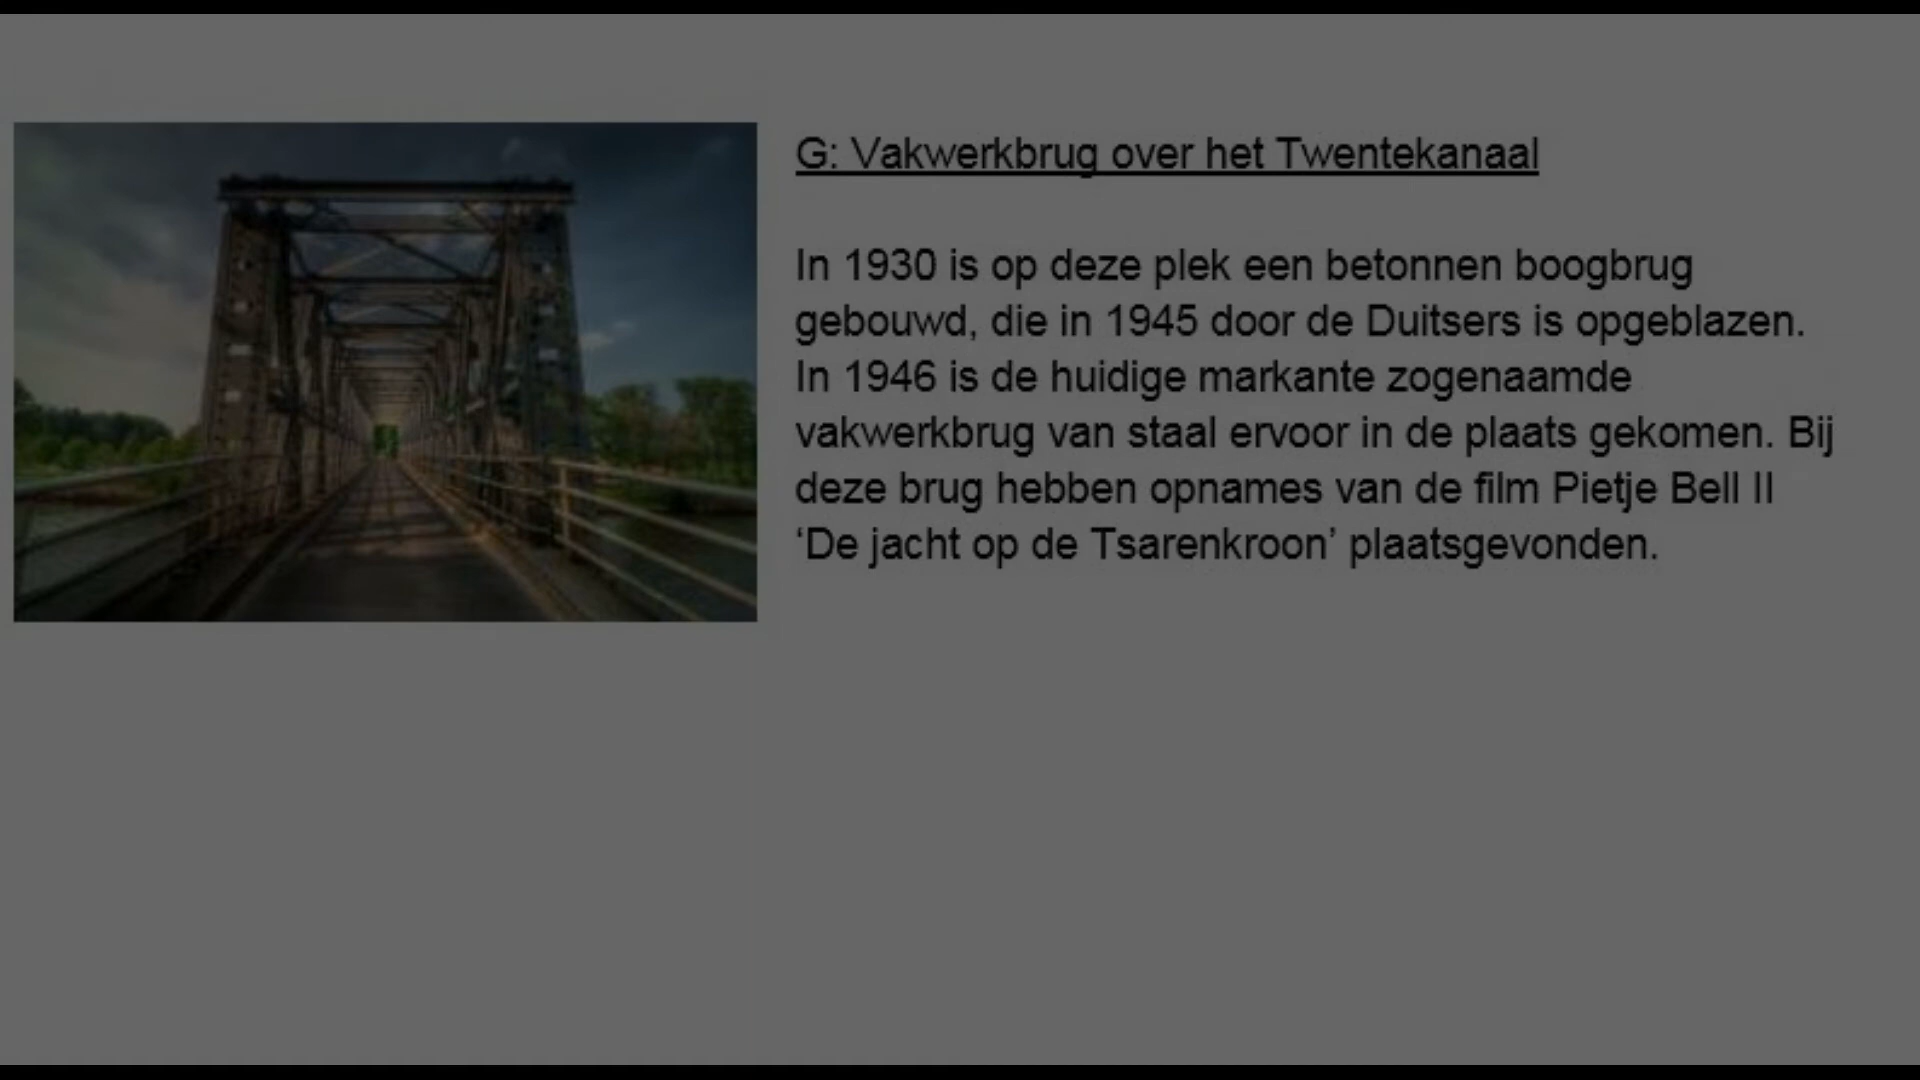 G: Vakwerkbrug over het Twentekanaal
In 1930 is op deze plek een betonnen boogbrug
gebouwd, die in 1945 door de Duitsers is opgeblazen.
In 1946 is de huidige markante zogenaamde
vakwerkbrug van staal ervoor in de plaats gekomen. Bij
deze brug hebben opnames van de film Pietje Bell II
‘De jacht op de Tsarenkroon’ plaatsgevonden.